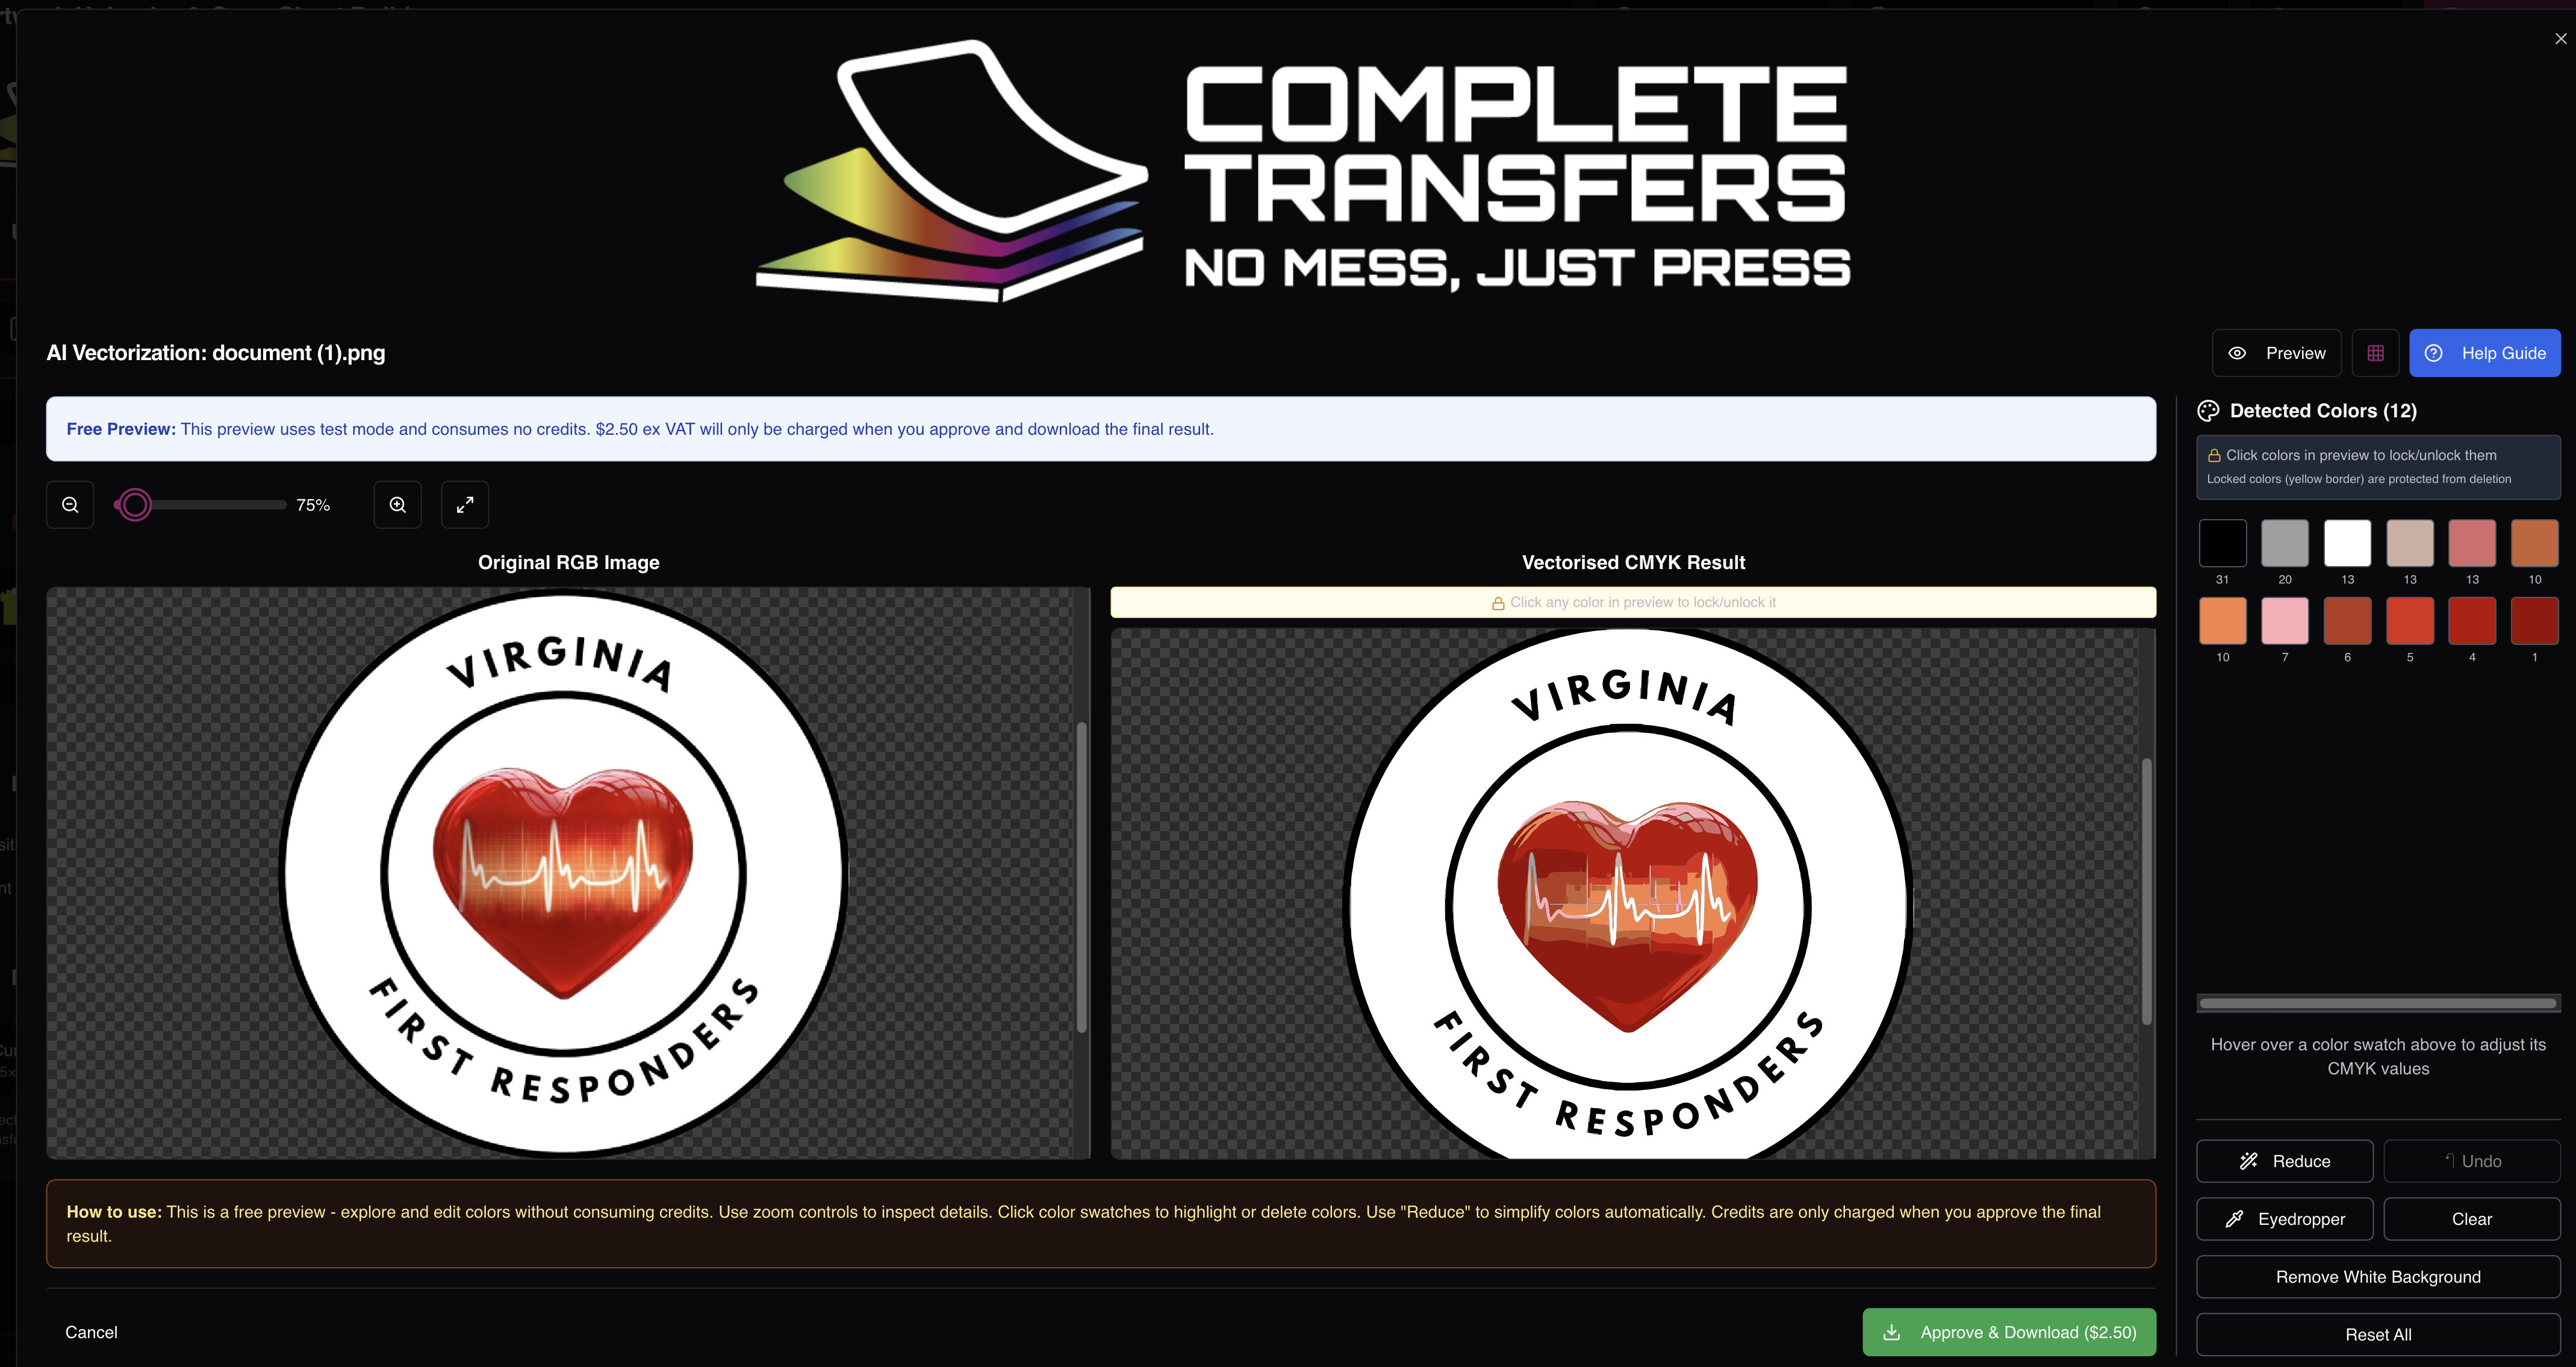 COMPLETE
TRANSFERS
NO MESS, JUST PRESS
AI Vectorization: document (1).png
Preview
Help Guide
Free Preview: This preview uses test mode and consumes no credits. $2.50 ex VAT will only be charged when you approve and download the final result.
75%
Original RGB Image
Vectorised CMYK Result
Click any color in preview to lock/unlock it
VIRGINIA
FIRST RESPONDERS
VIRGINIA
FIRST RESPONDERS
How to use: This is a free preview - explore and edit colors without consuming credits. Use zoom controls to inspect details. Click color swatches to highlight or delete colors. Use "Reduce" to simplify colors automatically. Credits are only charged when you approve the final
result.
Cancel
Approve & Download ($2.50)
Detected Colors (12)
Click colors in preview to lock/unlock them
Locked colors (yellow border) are protected from deletion
31 20 13 13 13 10
10 7 6 5 4 1
Hover over a color swatch above to adjust its
CMYK values
Reduce
Undo
Eyedropper
Clear
Remove White Background
Reset All